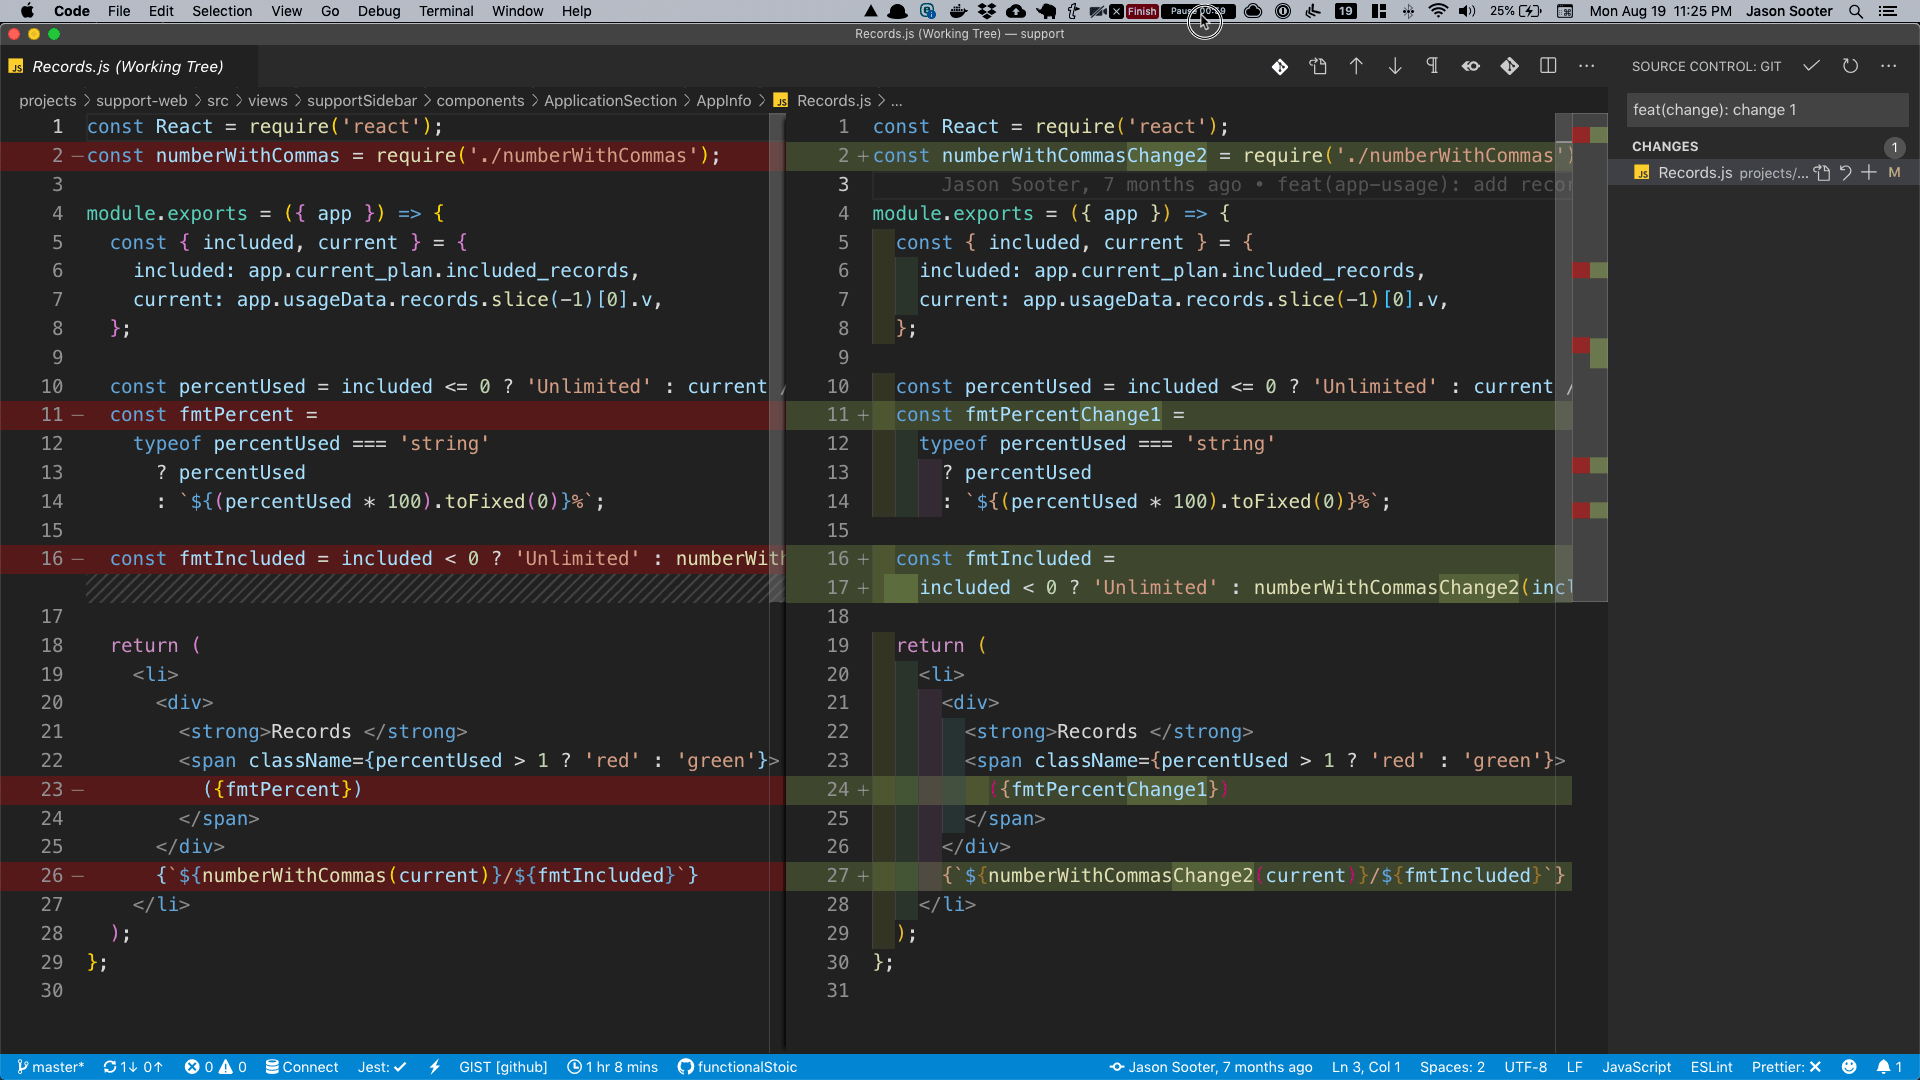 Code File Edit Selection View Go Debug Terminal Window Help Finish 19 25% Mon Aug 19 11:25 PM Jason Sooter
Records.js (Working Tree) — support
Records.js (Working Tree)
projects > support-web > src > views > supportSidebar > components > ApplicationSection > AppInfo > Records.js > ...
1 const React = require('react');
2 —const numberWithCommas = require('./numberWithCommas');
3
4 module.exports = ({ app }) => {
5 const { included, current } = {
6 included: app.current_plan.included_records,
7 current: app.usageData.records.slice(-1)[0].v,
8 };
9
10 const percentUsed = included <= 0 ? 'Unlimited' : current /
11 — const fmtPercent =
12 typeof percentUsed === 'string'
13 ? percentUsed
14 : `${(percentUsed * 100).toFixed(0)}%`;
15
16 — const fmtIncluded = included < 0 ? 'Unlimited' : numberWith
17
18 return (
19 <li>
20 <div>
21 <strong>Records </strong>
22 <span className={percentUsed > 1 ? 'red' : 'green'}>
23 — ({fmtPercent})
24 </span>
25 </div>
26 — {`${numberWithCommas(current)}/${fmtIncluded}`}
27 </li>
28 );
29 };
30
1 const React = require('react');
2 +const numberWithCommasChange2 = require('./numberWithCommas')
3 Jason Sooter, 7 months ago • feat(app-usage): add recor
4 module.exports = ({ app }) => {
5 const { included, current } = {
6 included: app.current_plan.included_records,
7 current: app.usageData.records.slice(-1)[0].v,
8 };
9
10 const percentUsed = included <= 0 ? 'Unlimited' : current /
11 + const fmtPercentChange1 =
12 typeof percentUsed === 'string'
13 ? percentUsed
14 : `${(percentUsed * 100).toFixed(0)}%`;
15
16 + const fmtIncluded =
17 + included < 0 ? 'Unlimited' : numberWithCommasChange2(incl
18
19 return (
20 <li>
21 <div>
22 <strong>Records </strong>
23 <span className={percentUsed > 1 ? 'red' : 'green'}>
24 + ({fmtPercentChange1})
25 </span>
26 </div>
27 + {`${numberWithCommasChange2(current)}/${fmtIncluded}`}
28 </li>
29 );
30 };
31
SOURCE CONTROL: GIT
feat(change): change 1
CHANGES 1
JS Records.js projects/... M
master* 1↓ 0↑ 0 0 Connect Jest: GIST [github] 1 hr 8 mins functionalStoic Jason Sooter, 7 months ago Ln 3, Col 1 Spaces: 2 UTF-8 LF JavaScript ESLint Prettier: 1